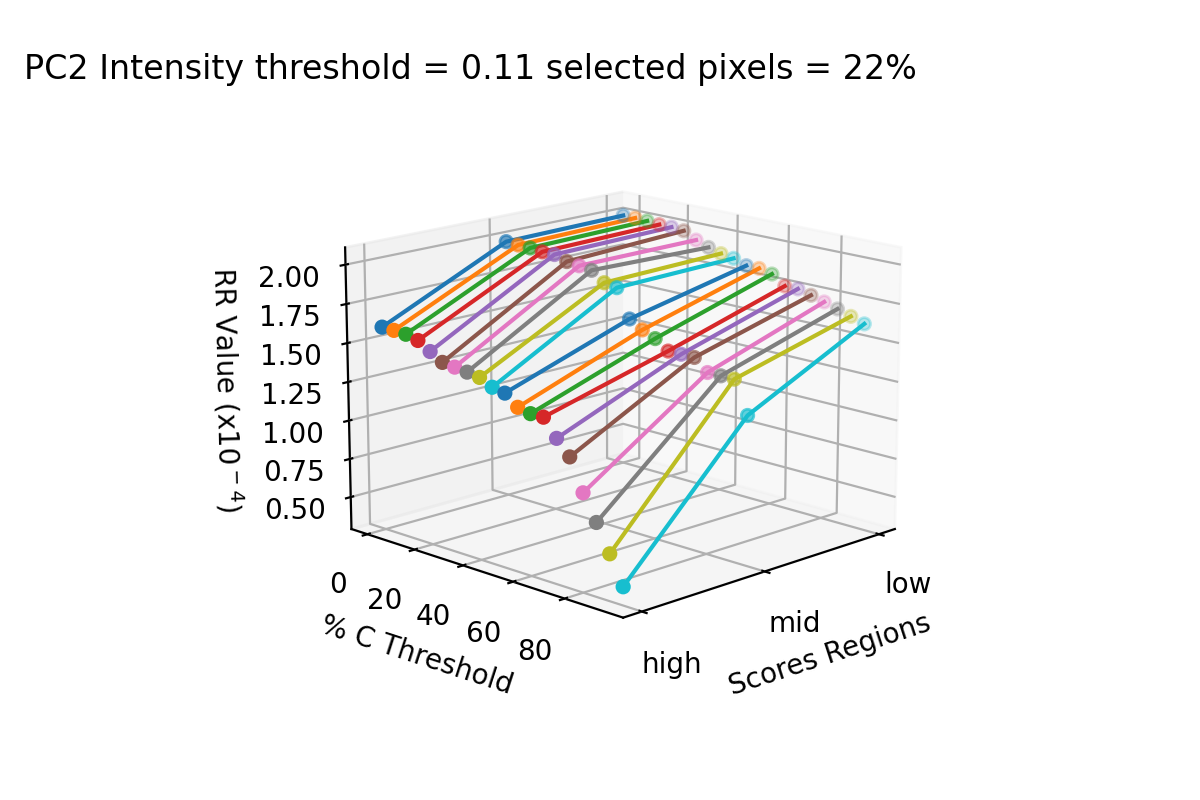 PC2 Intensity threshold = 0.11 selected pixels = 22%
RR Value (x10⁻⁴)
2.00
1.75
1.50
1.25
1.00
0.75
0.50
0
20
40
60
80
% C Threshold
high
mid
low
Scores Regions